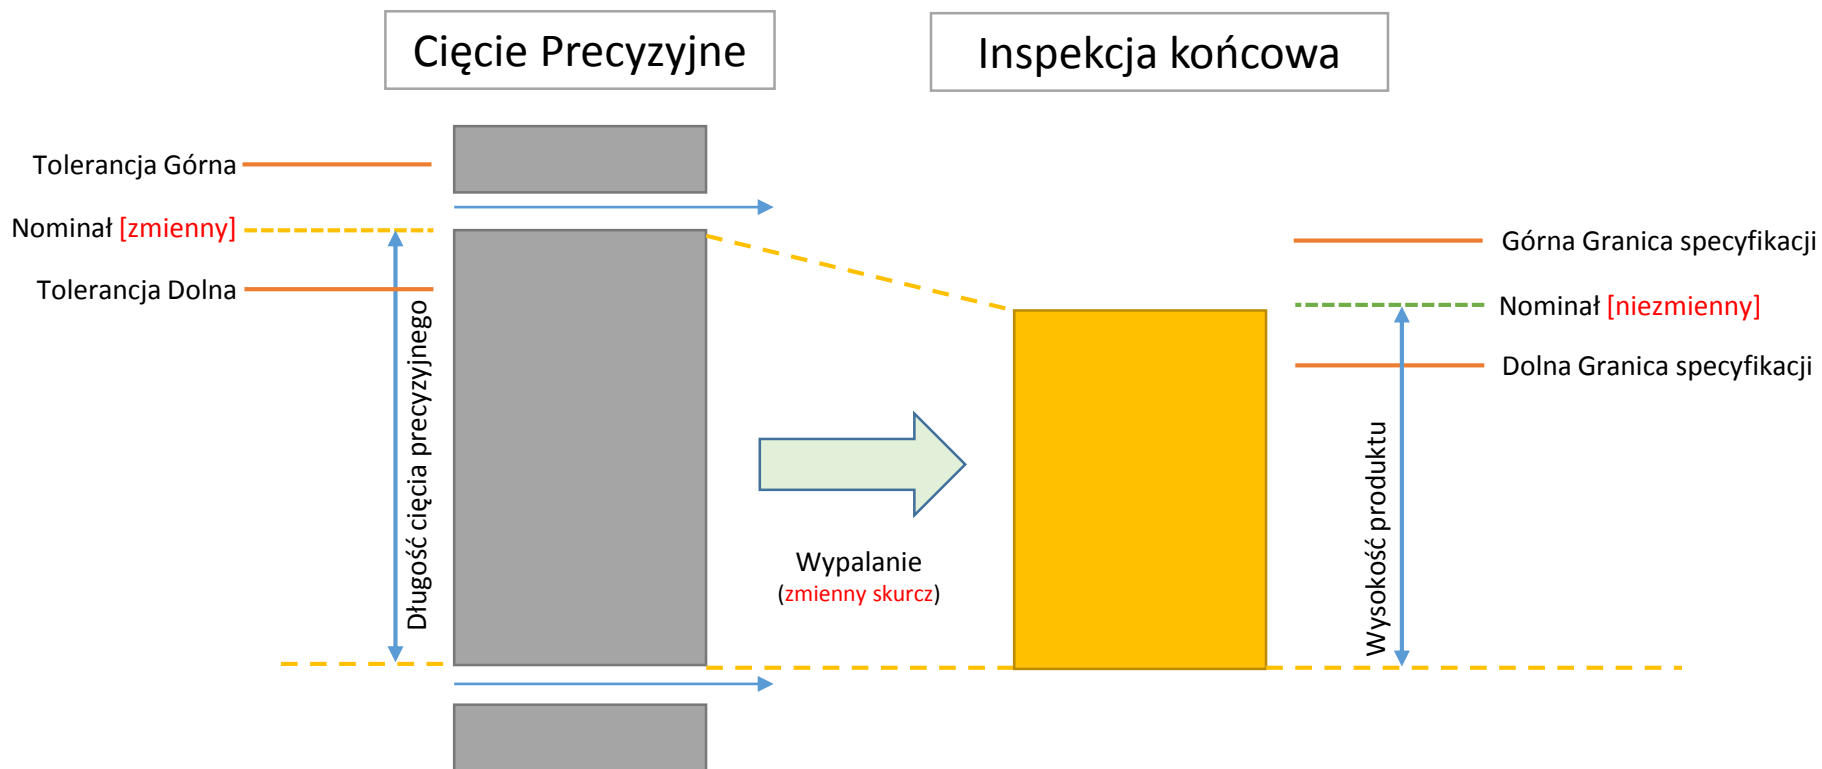 Cięcie Precyzyjne
Inspekcja końcowa
Tolerancja Górna
Nominał [zmienny]
Tolerancja Dolna
Długość cięcia precyzyjnego
Wypalanie
(zmienny skurcz)
Górna Granica specyfikacji
Nominał [niezmienny]
Dolna Granica specyfikacji
Wysokość produktu